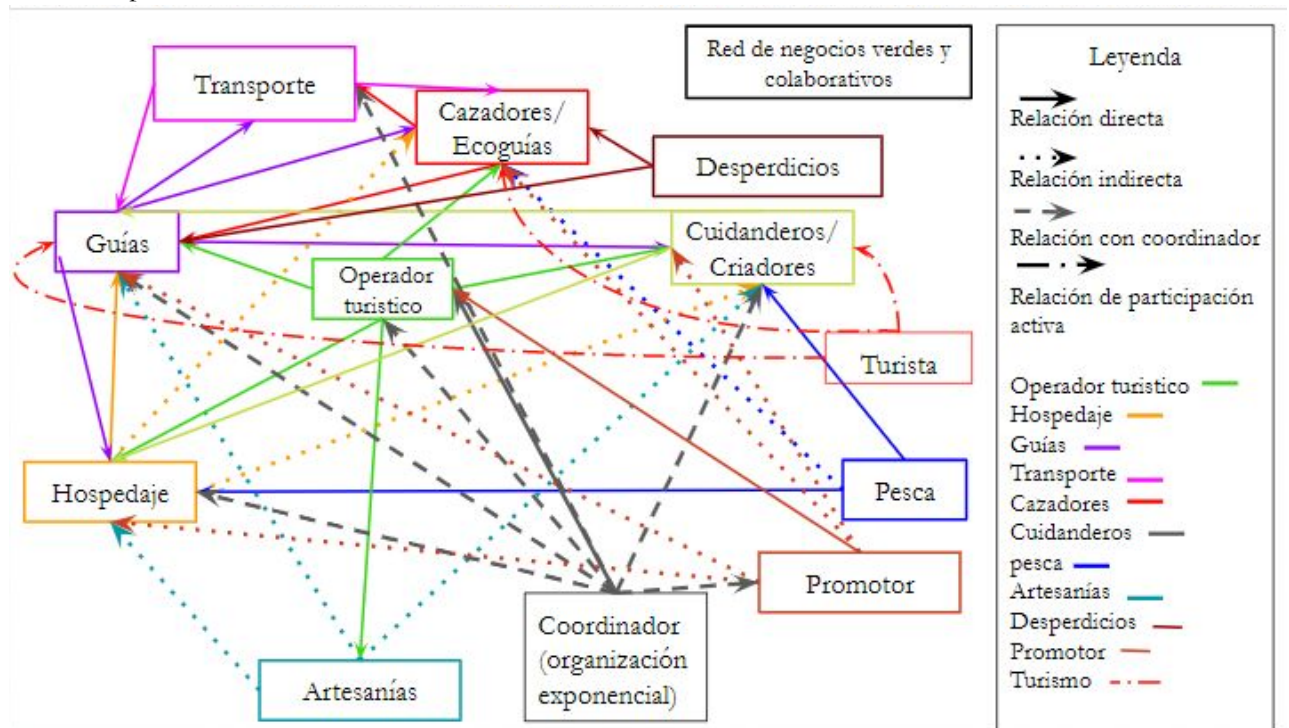 Red de negocios verdes y
colaborativos
Leyenda
Transporte
Cazadores/
Ecoguías
Relación directa
Desperdicios
Relación indirecta
Guías
Cuidanderos/
Criadores
Relación con coordinador
Operador
turistico
Relación de participación
activa
Turista
Operador turistico
Hospedaje
Guías
Transporte
Cazadores
Cuidanderos
pesca
Artesanías
Desperdicios
Promotor
Turismo
Hospedaje
Pesca
Promotor
Coordinador
(organización
exponencial)
Artesanías